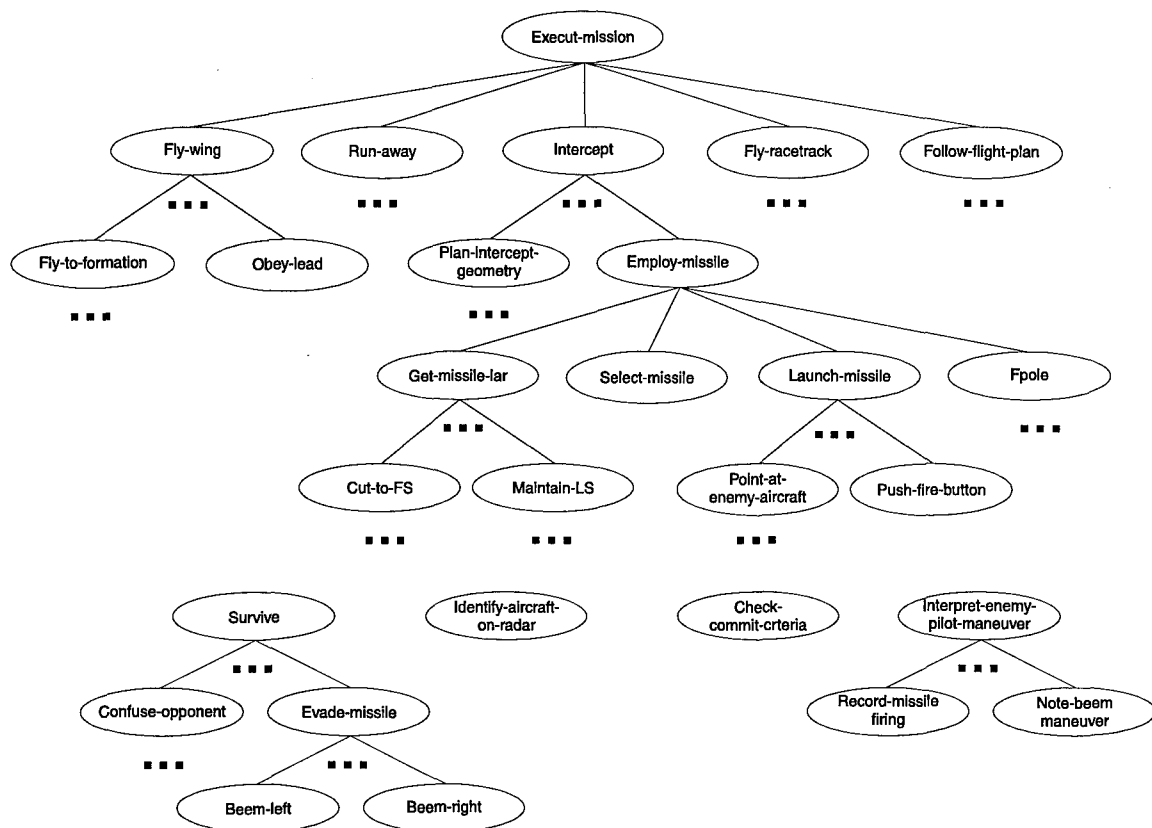 Execut-mission
Fly-wing
Run-away
Intercept
Fly-racetrack
Follow-flight-plan
Fly-to-formation
Obey-lead
Plan-intercept-
geometry
Employ-missile
Get-missile-lar
Select-missile
Launch-missile
Fpole
Cut-to-FS
Maintain-LS
Point-at-
enemy-aircraft
Push-fire-button
Survive
Identify-aircraft-
on-radar
Check-
commit-crteria
Interpret-enemy-
pilot-maneuver
Confuse-opponent
Evade-missile
Record-missile
firing
Note-beem
maneuver
Beem-left
Beem-right